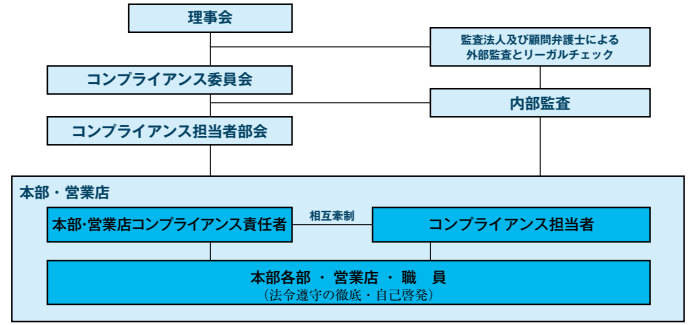 理事会
監査法人及び顧問弁護士による
外部監査とリーガルチェック
コンプライアンス委員会
内部監査
コンプライアンス担当者部会
本部・営業店
本部・営業店コンプライアンス責任者
相互牽制
コンプライアンス担当者
本部各部 ・ 営業店 ・ 職　員
（法令遵守の徹底・自己啓発）